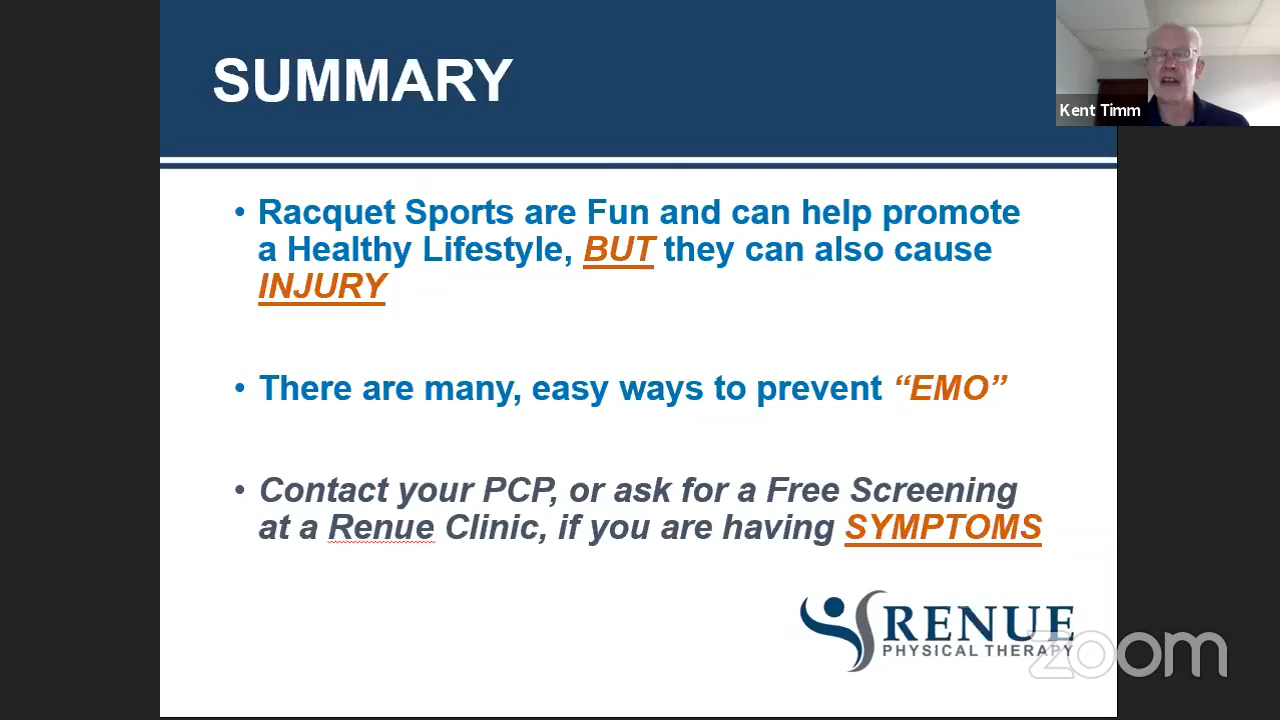 SUMMARY
Kent Timm
• Racquet Sports are Fun and can help promote
a Healthy Lifestyle, BUT they can also cause
INJURY
• There are many, easy ways to prevent “EMO”
• Contact your PCP, or ask for a Free Screening
at a Renue Clinic, if you are having SYMPTOMS
RENUE
PHYSICAL THERAPY
zoom